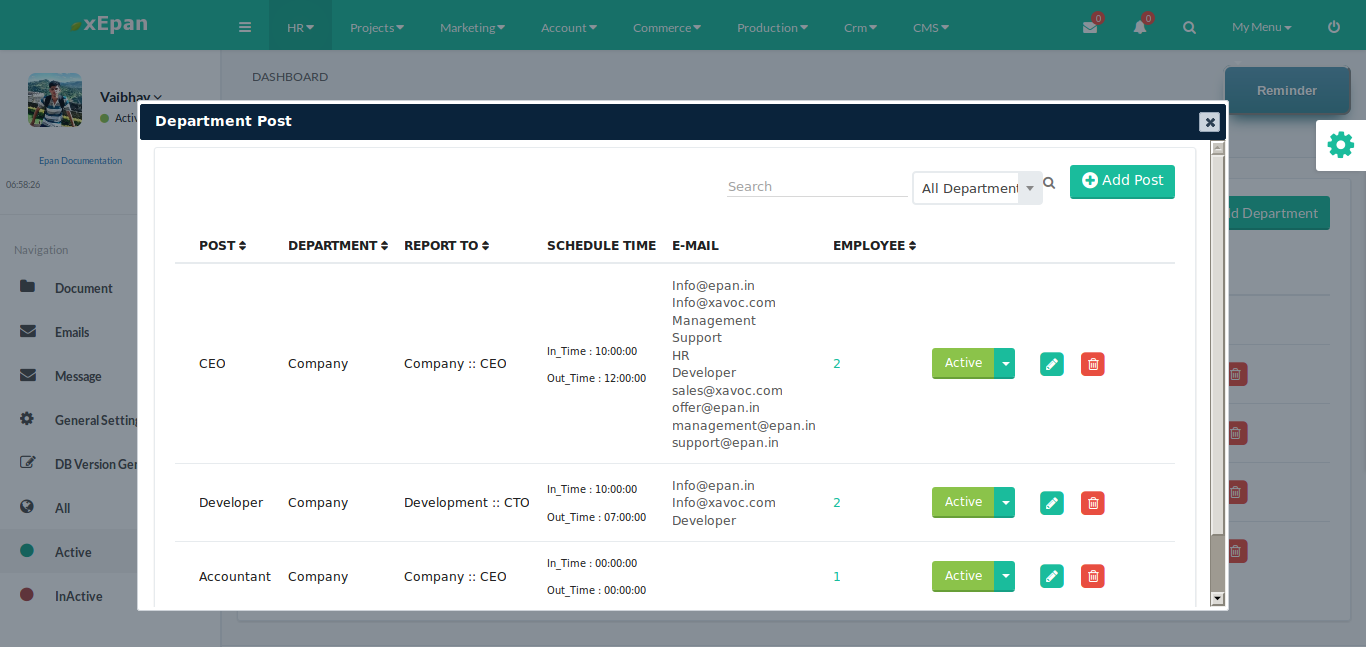 xEpan
HR
Projects
Marketing
Account
Commerce
Production
Crm
CMS
0
0
My Menu
Vaibhav
Epan Documentation
06:58:26
Navigation
Document
Emails
Message
General
DB Version
All
Active
InActive
DASHBOARD
Reminder
Department
Department Post
Search
All Department
Add Post
POST DEPARTMENT REPORT TO SCHEDULE TIME E-MAIL EMPLOYEE
Info@epan.in
Info@xavoc.com
Management
Support
HR
Developer
sales@xavoc.com
offer@epan.in
management@epan.in
support@epan.in
CEO Company Company :: CEO
In_Time : 10:00:00
Out_Time : 12:00:00
2 Active
Developer Company Development :: CTO
In_Time : 10:00:00
Out_Time : 07:00:00
Info@epan.in
Info@xavoc.com
Developer
2 Active
Accountant Company Company :: CEO
In_Time : 00:00:00
Out_Time : 00:00:00
1 Active